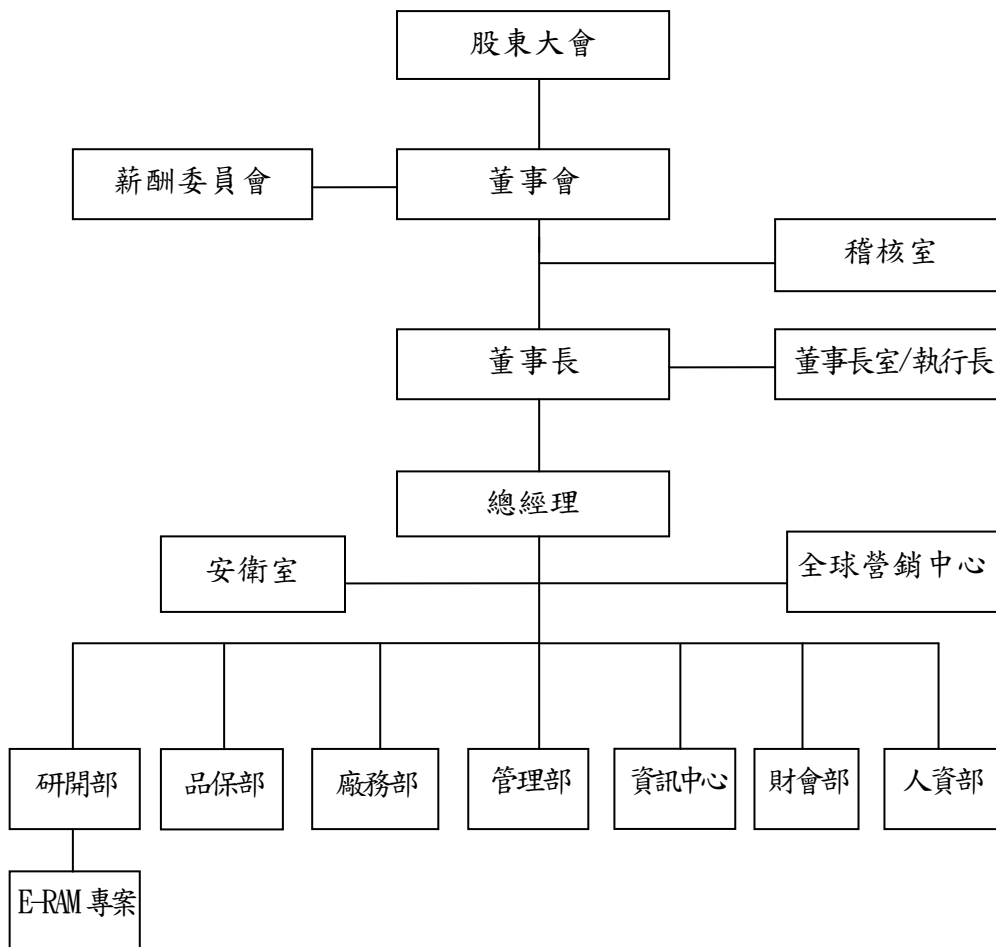 股東大會
薪酬委員會
董事會
稽核室
董事長
董事長室/執行長
總經理
安衛室
全球營銷中心
研開部
品保部
廠務部
管理部
資訊中心
財會部
人資部
E-RAM 專案